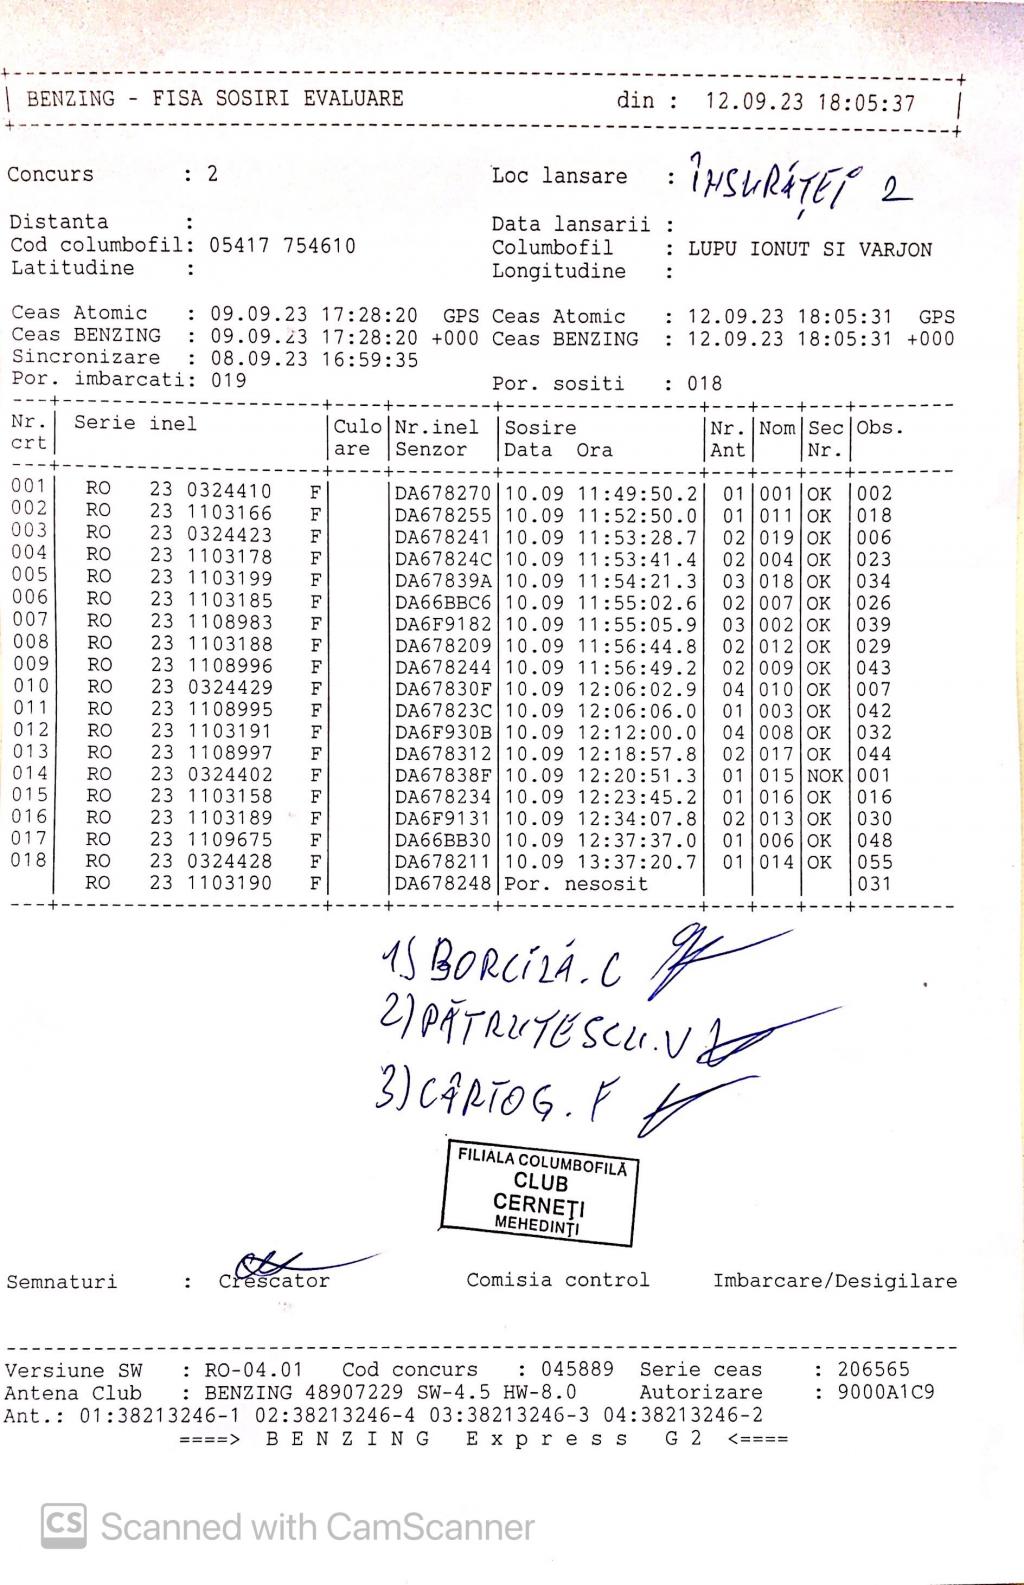 BENZING - FISA SOSIRI EVALUARE din : 12.09.23 18:05:37
Concurs : 2 Loc lansare : ÎNSURĂȚEI 2
Distanta : Data lansarii :
Cod columbofil: 05417 754610 Columbofil : LUPU IONUT SI VARJON
Latitudine : Longitudine :
Ceas Atomic : 09.09.23 17:28:20 GPS Ceas Atomic : 12.09.23 18:05:31 GPS
Ceas BENZING : 09.09.23 17:28:20 +000 Ceas BENZING : 12.09.23 18:05:31 +000
Sincronizare : 08.09.23 16:59:35
Por. imbarcati: 019 Por. sositi : 018
Nr. Serie inel Culo Nr.inel Sosire Nr. Nom Sec Obs.
crt are Senzor Data Ora Ant Nr.
001 RO 23 0324410 F DA678270 10.09 11:49:50.2 01 001 OK 002
002 RO 23 1103166 F DA678255 10.09 11:52:50.0 01 011 OK 018
003 RO 23 0324423 F DA678241 10.09 11:53:28.7 02 019 OK 006
004 RO 23 1103178 F DA67824C 10.09 11:53:41.4 02 004 OK 023
005 RO 23 1103199 F DA67839A 10.09 11:54:21.3 03 018 OK 034
006 RO 23 1103185 F DA66BBC6 10.09 11:55:02.6 02 007 OK 026
007 RO 23 1108983 F DA6F9182 10.09 11:55:05.9 03 002 OK 039
008 RO 23 1103188 F DA678209 10.09 11:56:44.8 02 012 OK 029
009 RO 23 1108996 F DA678244 10.09 11:56:49.2 02 009 OK 043
010 RO 23 0324429 F DA67830F 10.09 12:06:02.9 04 010 OK 007
011 RO 23 1108995 F DA67823C 10.09 12:06:06.0 01 003 OK 042
012 RO 23 1103191 F DA6F930B 10.09 12:12:00.0 04 008 OK 032
013 RO 23 1108997 F DA678312 10.09 12:18:57.8 02 017 OK 044
014 RO 23 0324402 F DA67838F 10.09 12:20:51.3 01 015 NOK 001
015 RO 23 1103158 F DA678234 10.09 12:23:45.2 01 016 OK 016
016 RO 23 1103189 F DA6F9131 10.09 12:34:07.8 02 013 OK 030
017 RO 23 1109675 F DA66BB30 10.09 12:37:37.0 01 006 OK 048
018 RO 23 0324428 F DA678211 10.09 13:37:20.7 01 014 OK 055
RO 23 1103190 F DA678248 Por. nesosit 031
1) BORCILĂ. C
2) PĂTRUȚESCU. V
3) CÂRTOG. F
FILIALA COLUMBOFILĂ
CLUB
CERNEȚI
MEHEDINȚI
Semnaturi : Crescator Comisia control Imbarcare/Desigilare
Versiune SW : RO-04.01 Cod concurs : 045889 Serie ceas : 206565
Antena Club : BENZING 48907229 SW-4.5 HW-8.0 Autorizare : 9000A1C9
Ant.: 01:38213246-1 02:38213246-4 03:38213246-3 04:38213246-2
====> B E N Z I N G E x p r e s s G 2 <====
CS Scanned with CamScanner